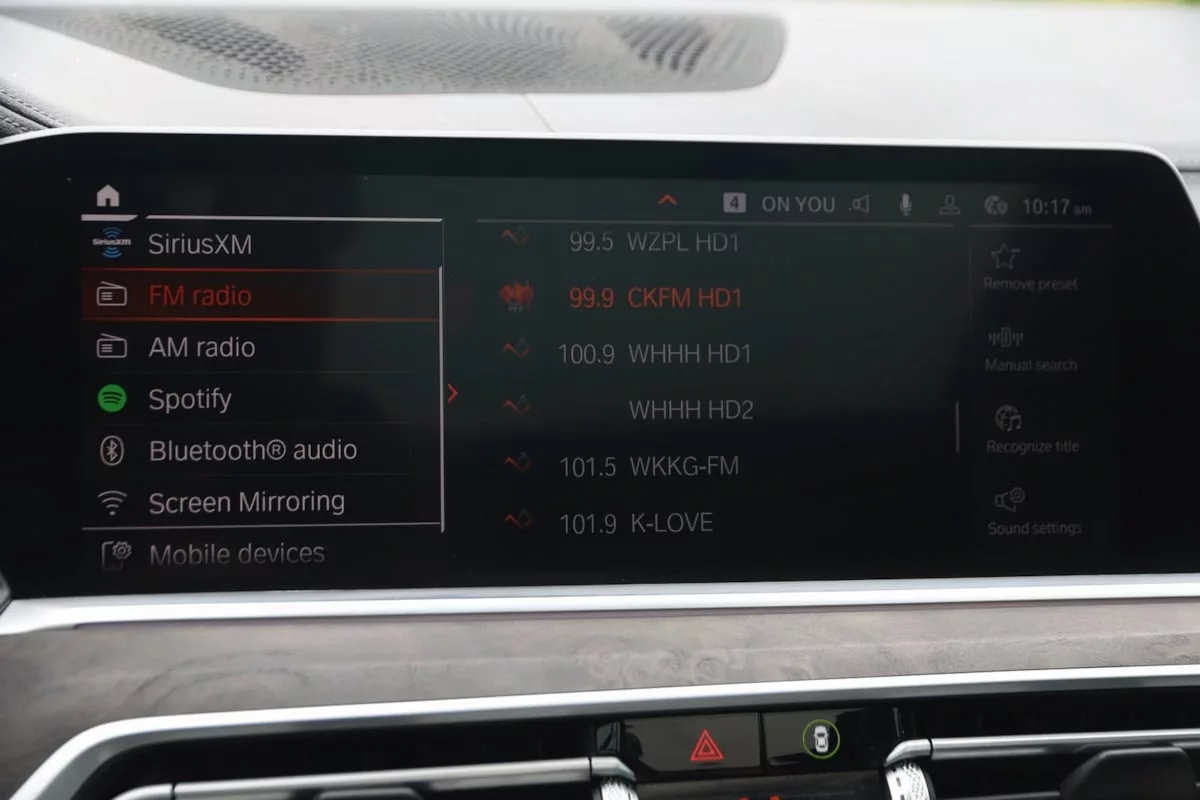 4 ON YOU 10:17 am
SiriusXM SiriusXM
FM radio
AM radio
Spotify
Bluetooth® audio
Screen Mirroring
Mobile devices
99.5 WZPL HD1
99.9 CKFM HD1
100.9 WHHH HD1
WHHH HD2
101.5 WKKG-FM
101.9 K-LOVE
Remove preset
Manual search
Recognize title
Sound settings